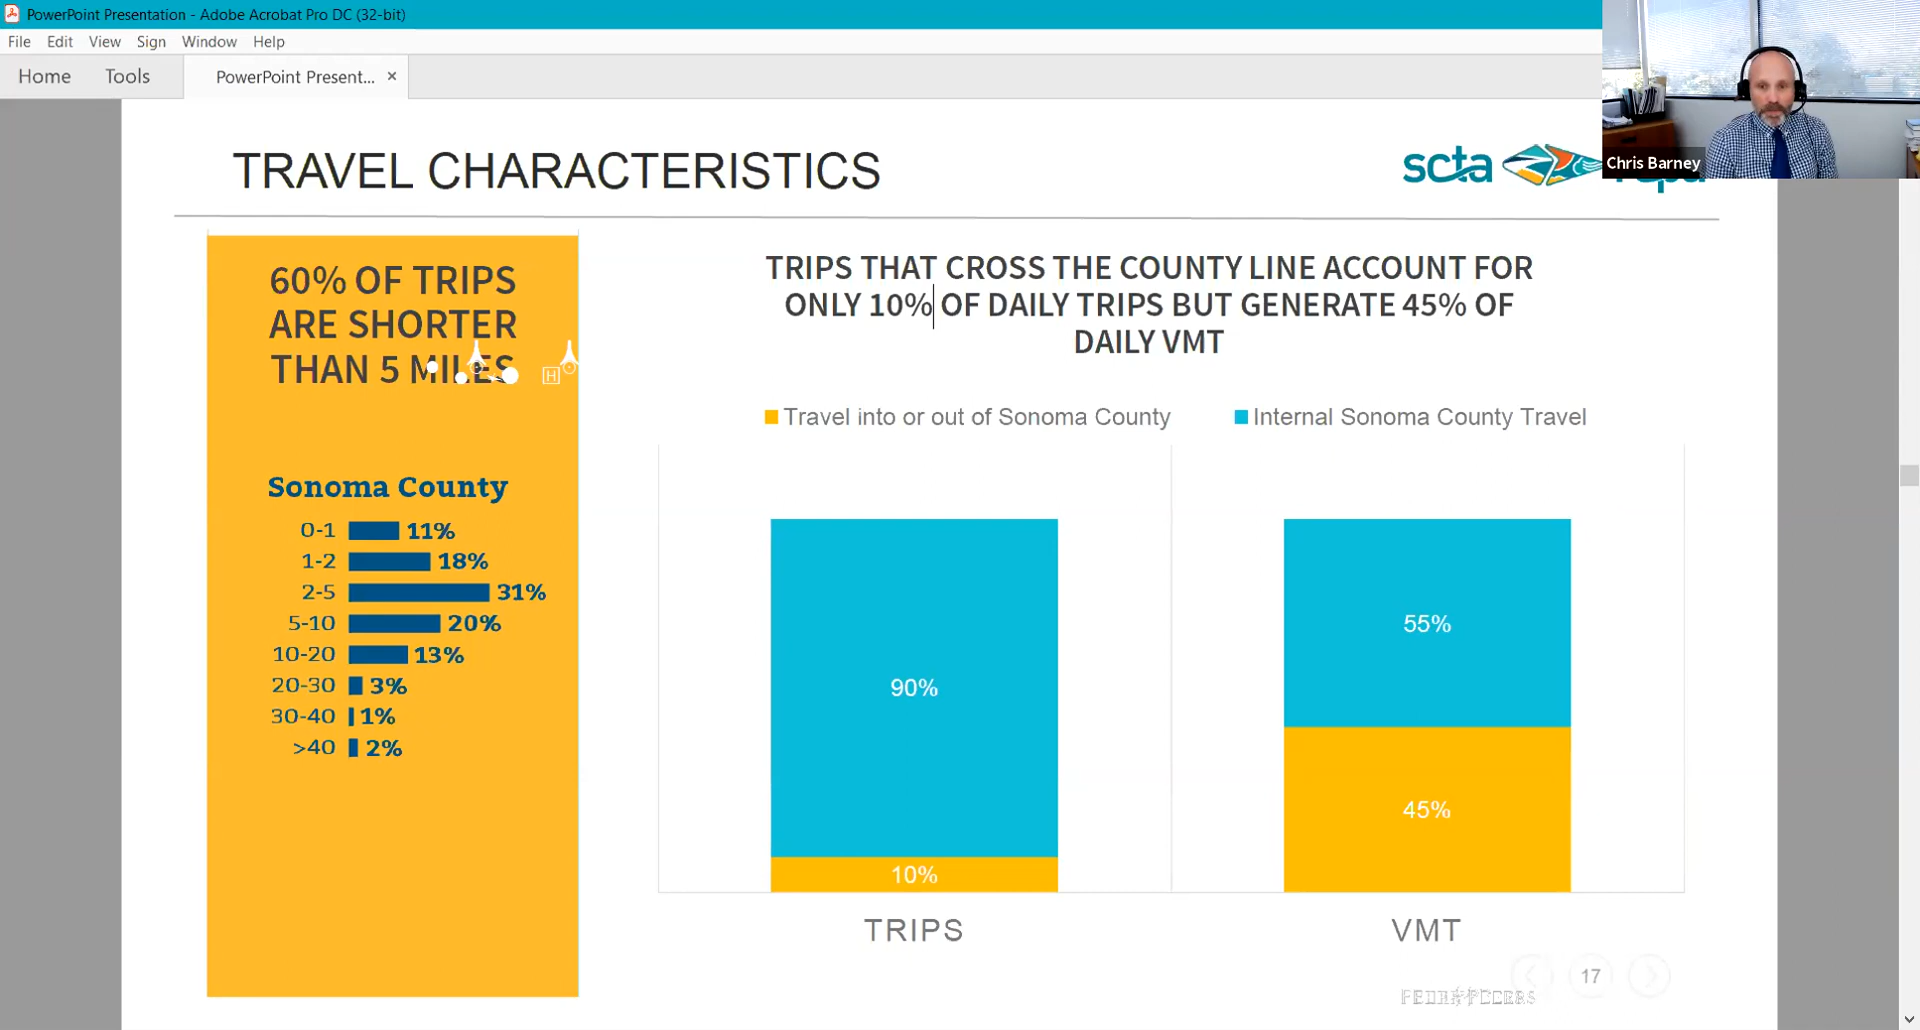 PowerPoint Presentation - Adobe Acrobat Pro DC (32-bit)
File Edit View Sign Window Help
Home Tools PowerPoint Present... ×
Chris Barney
TRAVEL CHARACTERISTICS
scta
60% OF TRIPS
ARE SHORTER
THAN 5 MILES
H
Sonoma County
0-1 11%
1-2 18%
2-5 31%
5-10 20%
10-20 13%
20-30 3%
30-40 1%
>40 2%
TRIPS THAT CROSS THE COUNTY LINE ACCOUNT FOR
ONLY 10% OF DAILY TRIPS BUT GENERATE 45% OF
DAILY VMT
Travel into or out of Sonoma County Internal Sonoma County Travel
90%
10%
55%
45%
TRIPS VMT
17